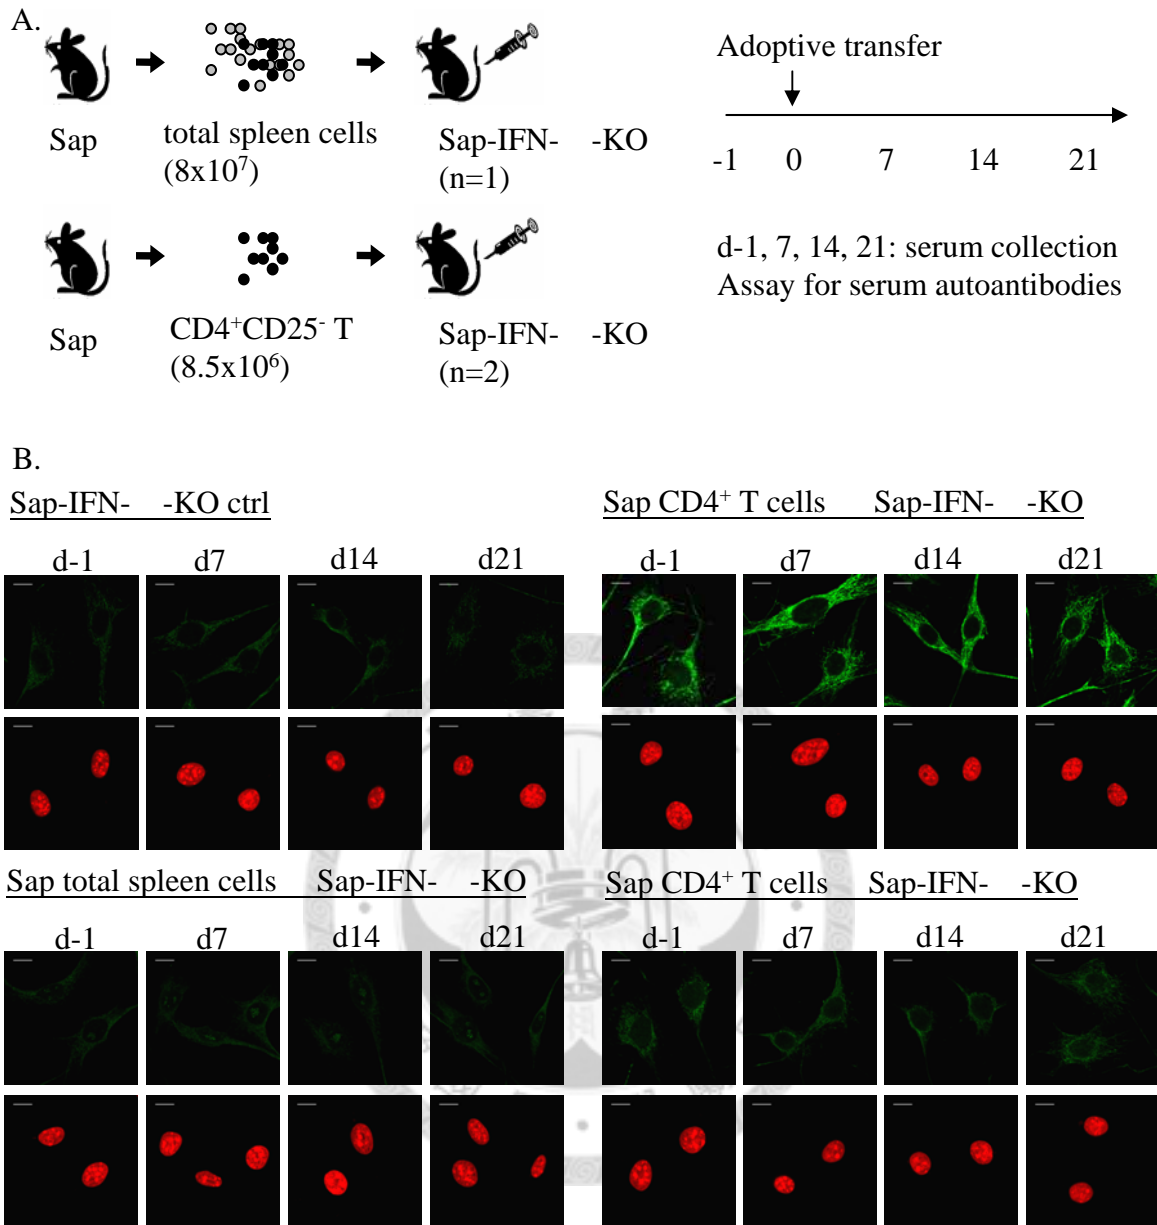 A.
Sap
total spleen cells
(8x10⁷)
Sap-IFN- -KO
(n=1)
Sap
CD4⁺CD25⁻ T
(8.5x10⁶)
Sap-IFN- -KO
(n=2)
Adoptive transfer
-1 0 7 14 21
d-1, 7, 14, 21: serum collection
Assay for serum autoantibodies
B.
Sap-IFN- -KO ctrl
d-1 d7 d14 d21
Sap CD4⁺ T cells Sap-IFN- -KO
d-1 d7 d14 d21
Sap total spleen cells Sap-IFN- -KO
d-1 d7 d14 d21
Sap CD4⁺ T cells Sap-IFN- -KO
d-1 d7 d14 d21